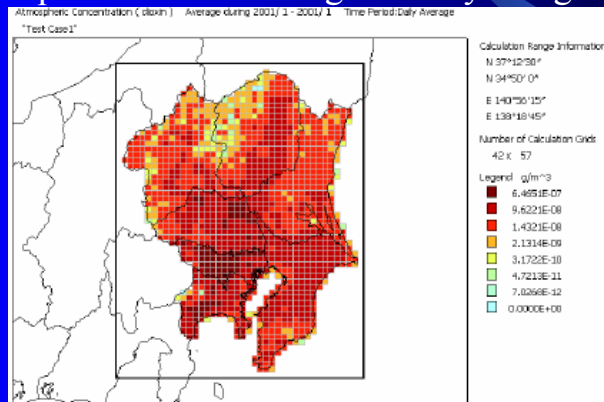 Atmospheric Concentration ( dioxin ) Average during 2001/ 1 - 2001/ 1 Time Period:Daily Average
"Test Case1"
Calculation Range Information
N 37°12'30"
N 34°50' 0"
E 140°56'15"
E 138°18'45"
Number of Calculation Grids
42 X 57
Legend g/m^3
6.4651E-07
9.6221E-08
1.4321E-08
2.1314E-09
3.1722E-10
4.7213E-11
7.0268E-12
0.0000E+00